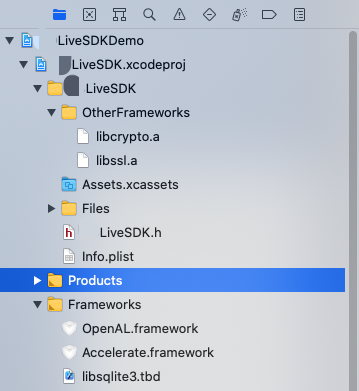 LiveSDKDemo
LiveSDK.xcodeproj
LiveSDK
OtherFrameworks
libcrypto.a
libssl.a
Assets.xcassets
Files
h LiveSDK.h
Info.plist
Products
Frameworks
OpenAL.framework
Accelerate.framework
libsqlite3.tbd